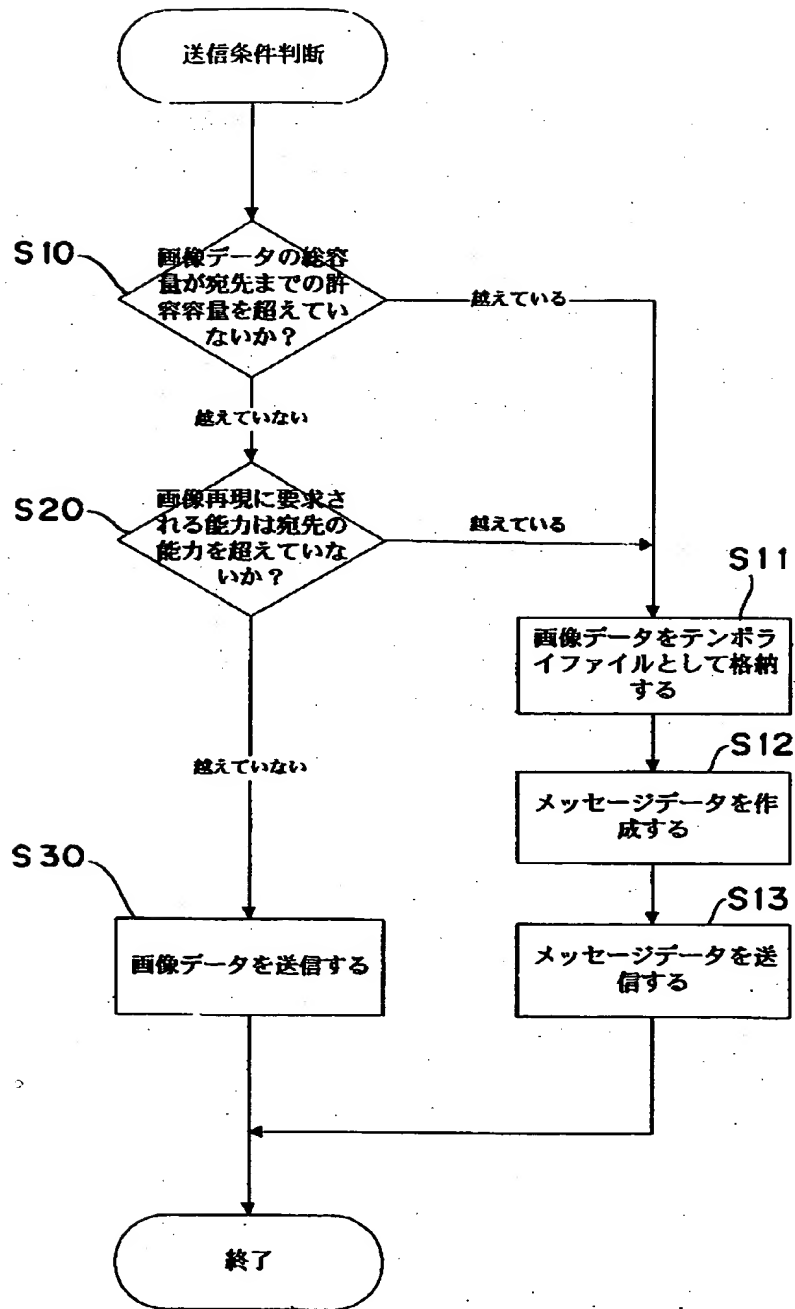 送信条件判断
S10
画像データの総容
量が宛先までの許
容容量を超えてい
ないか?
越えている
越えていない
S20
画像再現に要求さ
れる能力は宛先の
能力を超えていな
いか?
越えている
S11
画像データをテンポラ
イファイルとして格納
する
越えていない
S12
メッセージデータを作
成する
S30
画像データを送信する
S13
メッセージデータを送
信する
終了